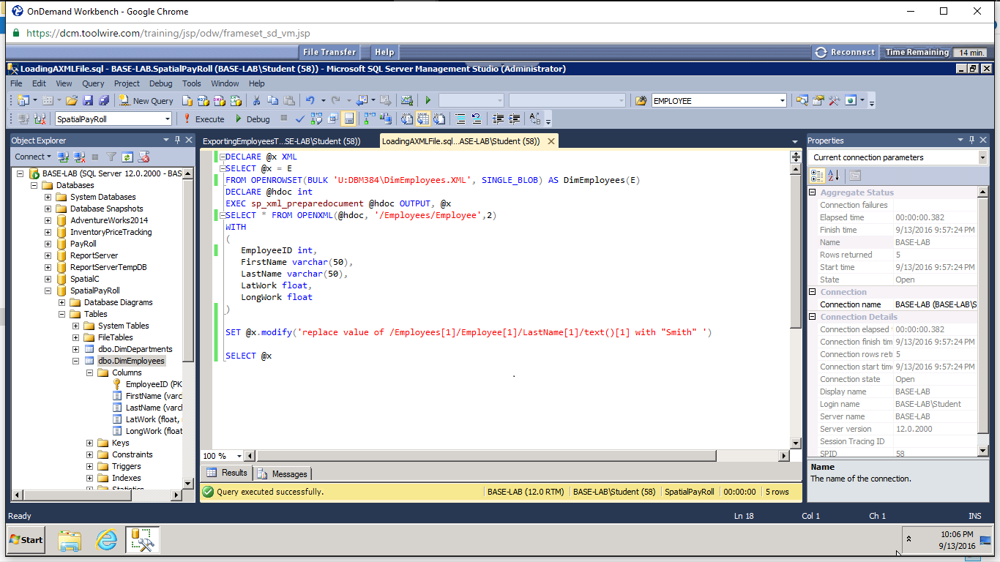 OnDemand Workbench - Google Chrome
https://dcm.toolwire.com/training/jsp/odw/frameset_sd_vm.jsp
File Transfer Help Reconnect Time Remaining 14 min.
LoadingAXMLFile.sql - BASE-LAB.SpatialPayRoll (BASE-LAB\Student (58)) - Microsoft SQL Server Management Studio (Administrator)
File Edit View Query Project Debug Tools Window Help
New Query EMPLOYEE
SpatialPayRoll Execute Debug
Object Explorer
Connect
BASE-LAB (SQL Server 12.0.2000 - BAS
Databases
System Databases
Database Snapshots
AdventureWorks2014
InventoryPriceTracking
PayRoll
ReportServer
ReportServerTempDB
SpatialC
SpatialPayRoll
Database Diagrams
Tables
System Tables
FileTables
dbo.DimDepartments
dbo.DimEmployees
Columns
EmployeeID (PK
FirstName (varc
LastName (varc
LatWork (float,
LongWork (float
Keys
Constraints
Triggers
Indexes
Statistics
ExportingEmployeesT...SE-LAB\Student (58)) LoadingAXMLFile.sql...ASE-LAB\Student (58))
DECLARE @x XML
SELECT @x = E
FROM OPENROWSET(BULK 'U:DBM384\DimEmployees.XML', SINGLE_BLOB) AS DimEmployees(E)
DECLARE @hdoc int
EXEC sp_xml_preparedocument @hdoc OUTPUT, @x
SELECT * FROM OPENXML(@hdoc, '/Employees/Employee',2)
WITH
(
EmployeeID int,
FirstName varchar(50),
LastName varchar(50),
LatWork float,
LongWork float
)
SET @x.modify('replace value of /Employees[1]/Employee[1]/LastName[1]/text()[1] with "Smith" ')
SELECT @x
100 %
Results Messages
Query executed successfully. BASE-LAB (12.0 RTM) BASE-LAB\Student (58) SpatialPayRoll 00:00:00 5 rows
Properties
Current connection parameters
Aggregate Status
Connection failures
Elapsed time 00:00:00.382
Finish time 9/13/2016 9:57:24 PM
Name BASE-LAB
Rows returned 5
Start time 9/13/2016 9:57:24 PM
State Open
Connection
Connection name BASE-LAB (BASE-LAB\S
Connection Details
Connection elapsed t 00:00:00.382
Connection finish tim 9/13/2016 9:57:24 PM
Connection rows retu 5
Connection start time 9/13/2016 9:57:24 PM
Connection state Open
Display name BASE-LAB
Login name BASE-LAB\Student
Server name BASE-LAB
Server version 12.0.2000
Session Tracing ID
SPID 58
Name
The name of the connection.
Ready Ln 18 Col 1 Ch 1 INS
Start 10:06 PM
9/13/2016